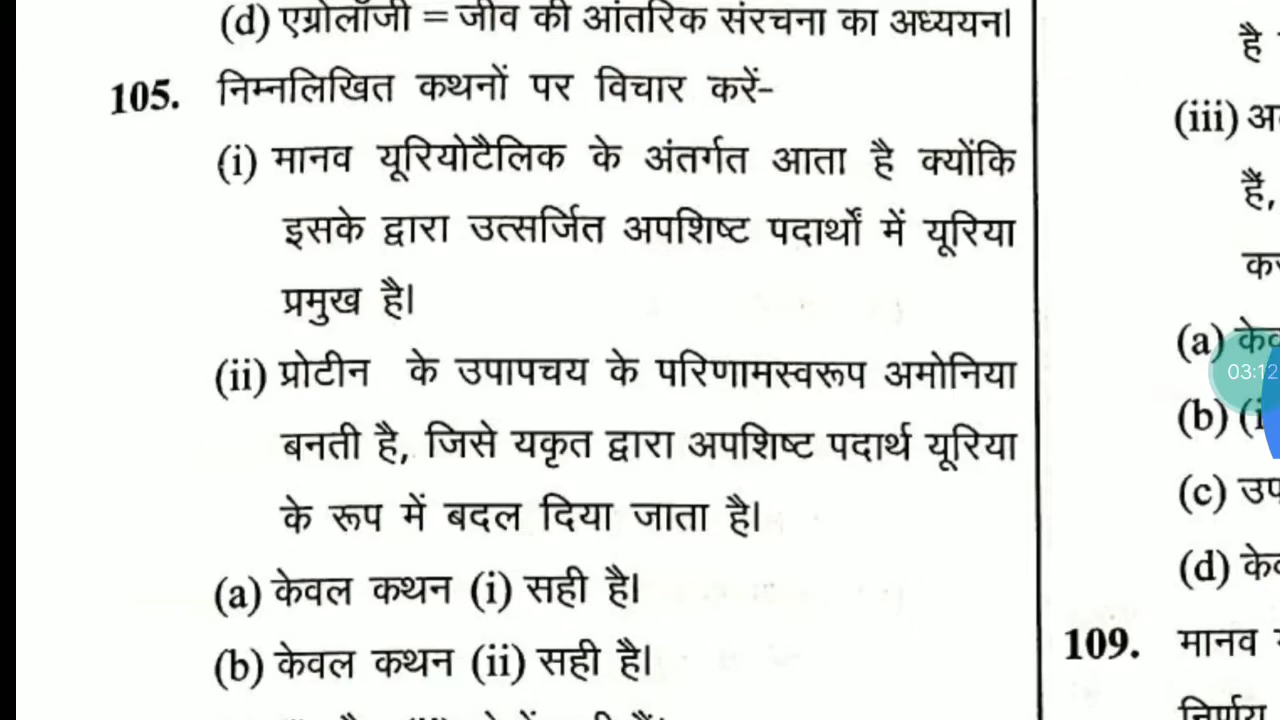 (d) एग्रोलॉजी = जीव की आंतरिक संरचना का अध्ययन।
105. निम्नलिखित कथनों पर विचार करें-
(i) मानव यूरियोटैलिक के अंतर्गत आता है क्योंकि
इसके द्वारा उत्सर्जित अपशिष्ट पदार्थों में यूरिया
प्रमुख है।
(ii) प्रोटीन के उपापचय के परिणामस्वरूप अमोनिया
बनती है, जिसे यकृत द्वारा अपशिष्ट पदार्थ यूरिया
के रूप में बदल दिया जाता है।
(a) केवल कथन (i) सही है।
(b) केवल कथन (ii) सही है।
है
(iii)
हैं,
(a)
03:12
(b)
(c)
(d)
109. मानव